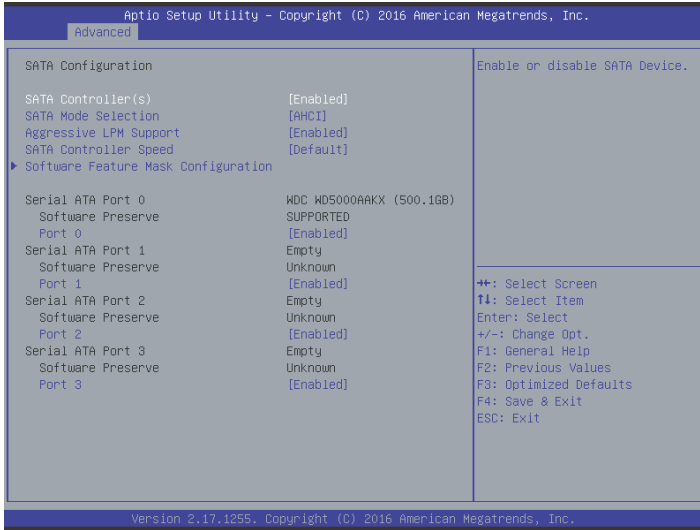 Aptio Setup Utility – Copyright (C) 2016 American Megatrends, Inc.
Advanced
SATA Configuration
SATA Controller(s) [Enabled]
SATA Mode Selection [AHCI]
Aggressive LPM Support [Enabled]
SATA Controller Speed [Default]
Software Feature Mask Configuration
Serial ATA Port 0 WDC WD5000AAKX (500.1GB)
Software Preserve SUPPORTED
Port 0 [Enabled]
Serial ATA Port 1 Empty
Software Preserve Unknown
Port 1 [Enabled]
Serial ATA Port 2 Empty
Software Preserve Unknown
Port 2 [Enabled]
Serial ATA Port 3 Empty
Software Preserve Unknown
Port 3 [Enabled]
Enable or disable SATA Device.
→←: Select Screen
↑↓: Select Item
Enter: Select
+/-: Change Opt.
F1: General Help
F2: Previous Values
F3: Optimized Defaults
F4: Save & Exit
ESC: Exit
Version 2.17.1255. Copyright (C) 2016 American Megatrends, Inc.